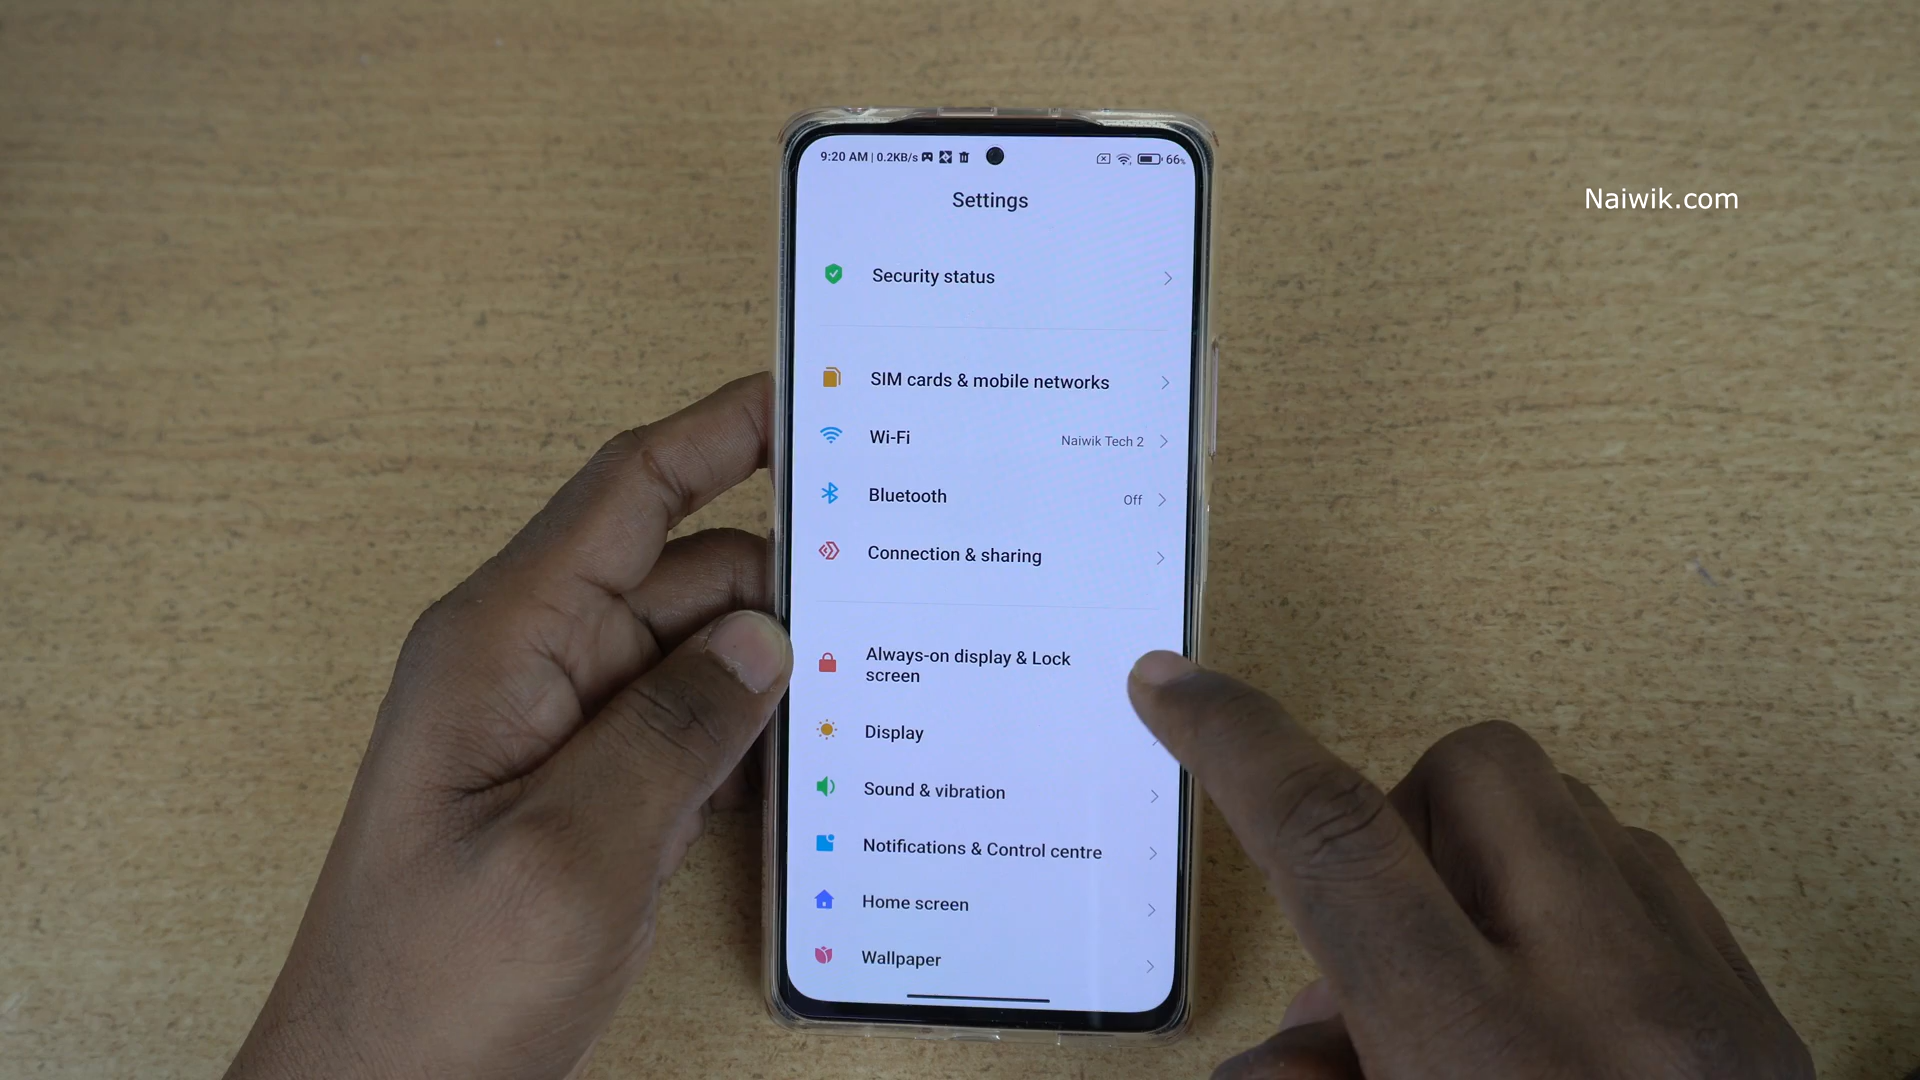 9:20 AM | 0.2KB/s
66%
Naiwik.com
Settings
Security status
SIM cards & mobile networks
Wi-Fi
Naiwik Tech 2
Bluetooth
Off
Connection & sharing
Always-on display & Lock
screen
Display
Sound & vibration
Notifications & Control centre
Home screen
Wallpaper